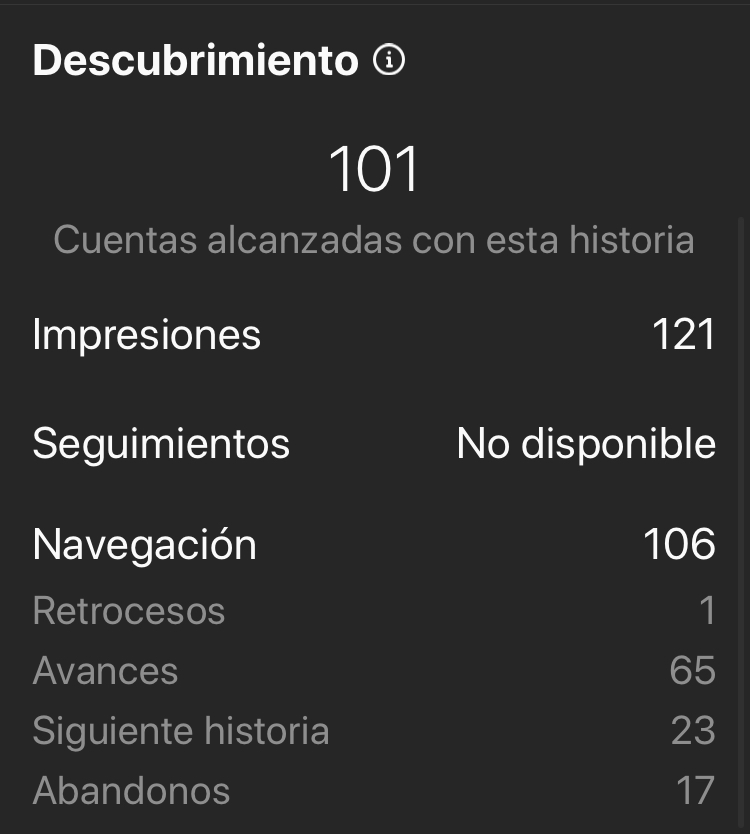 Descubrimiento
101
Cuentas alcanzadas con esta historia
Impresiones 121
Seguimientos No disponible
Navegación 106
Retrocesos 1
Avances 65
Siguiente historia 23
Abandonos 17